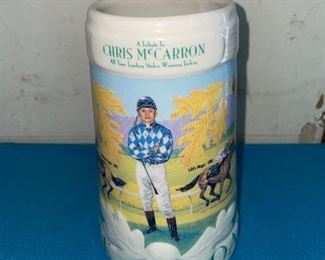 A Tribute To
CHRIS McCARRON
All Time Leading Stakes Winning Jockey